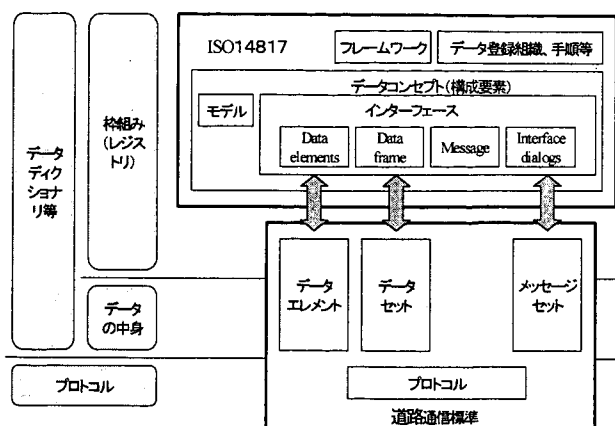 ISO14817
フレームワーク
データ登録組織、手順等
データコンセプト(構成要素)
モデル
インターフェース
Data
elements
Data
frame
Message
Interface
dialogs
データ
ディク
ショナ
リ等
枠組み
(レジス
トリ)
データ
の中身
プロトコル
データ
エレメント
データ
セット
メッセージ
セット
プロトコル
道路通信標準